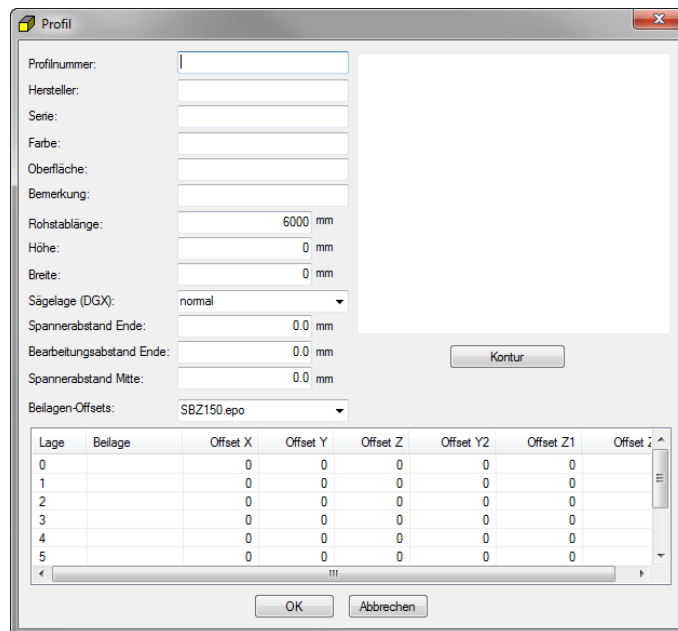 Profil
Profilnummer:
Hersteller:
Serie:
Farbe:
Oberfläche:
Bemerkung:
Rohstablänge: 6000 mm
Höhe: 0 mm
Breite: 0 mm
Sägelage (DGX): normal
Spannerabstand Ende: 0.0 mm
Bearbeitungsabstand Ende: 0.0 mm
Kontur
Spannerabstand Mitte: 0.0 mm
Beilagen-Offsets: SBZ150.epo
Lage Beilage Offset X Offset Y Offset Z Offset Y2 Offset Z1 Offset
0 0 0 0 0 0
1 0 0 0 0 0
2 0 0 0 0 0
3 0 0 0 0 0
4 0 0 0 0 0
5 0 0 0 0 0
OK Abbrechen